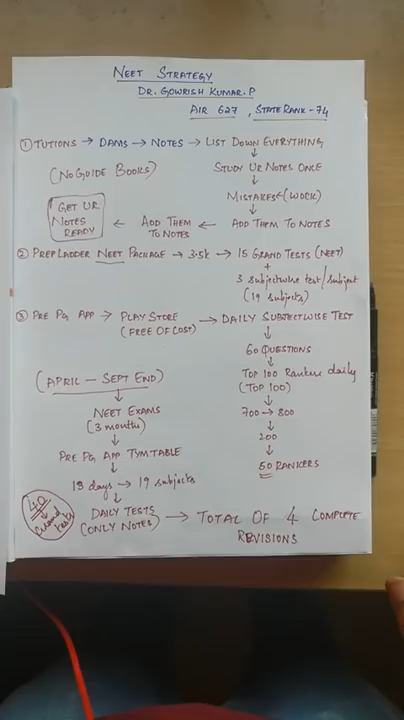 NEET STRATEGY
DR. GOWRISH KUMAR. P
AIR 627, STATE RANK - 74
① TUTIONS → DAMS → NOTES → LIST DOWN EVERYTHING
↓
(NO GUIDE BOOKS)
STUDY UR NOTES ONCE
↓
MISTAKES (WORK)
↓
GET UR NOTES READY ← ADD THEM TO NOTES ← ADD THEM TO NOTES
② PREPLADDER NEET PACKAGE → 3.5k → 15 GRAND TESTS (NEET)
+
3 subjectwise test/subject
(19 subjects)
③ PRE PG APP → PLAY STORE → DAILY SUBJECTWISE TEST
(FREE OF COST)
↓
60 QUESTIONS
↓
TOP 100 Rankers daily
(TOP 100)
↓
700 → 800
↓
200
↓
50 RANKERS
(APRIL - SEPT END)
↓
NEET EXAMS
(3 months)
↓
PRE PG APP TYMTABLE
↓
19 days → 19 subjects
↓
DAILY TESTS → TOTAL OF 4 COMPLETE
(ONLY NOTES)
REVISIONS
40
↓
Grand tests